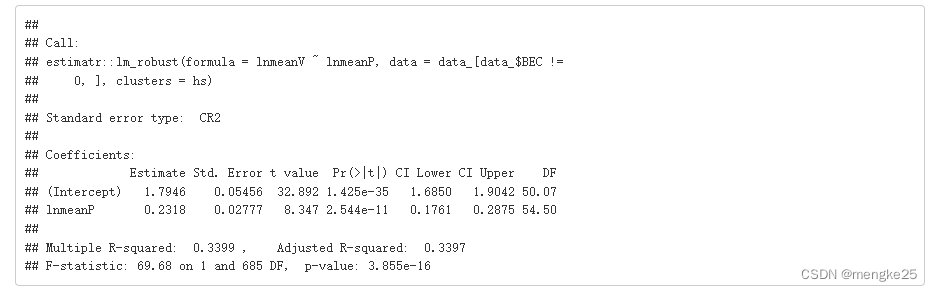 ##
## Call:
## estimatr::lm_robust(formula = lnmeanV ~ lnmeanP, data = data_[data_$BEC !=
##     0, ], clusters = hs)
##
## Standard error type:  CR2
##
## Coefficients:
##             Estimate Std. Error t value  Pr(>|t|) CI Lower CI Upper    DF
## (Intercept)   1.7946    0.05456  32.892 1.425e-35   1.6850   1.9042 50.07
## lnmeanP       0.2318    0.02777   8.347 2.544e-11   0.1761   0.2875 54.50
##
## Multiple R-squared:  0.3399 ,    Adjusted R-squared:  0.3397
## F-statistic: 69.68 on 1 and 685 DF,  p-value: 3.855e-16
CSDN @mengke25